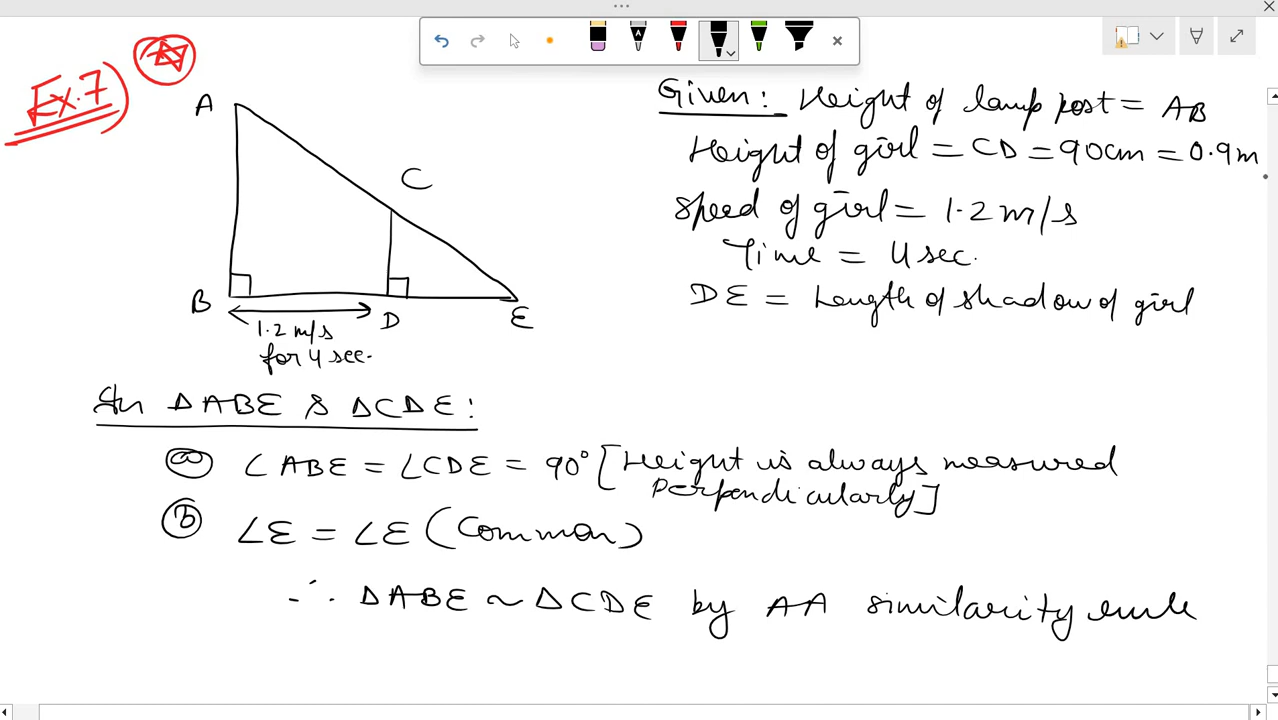 Ex.7)
A
C
B
D
E
1.2 m/s
for 4 sec.
Given: Height of lamp post = AB
Height of girl = CD = 90cm = 0.9m
Speed of girl = 1.2 m/s
Time = 4 sec.
DE = Length of shadow of girl
In ΔABE & ΔCDE:
(a) ∠ABE = ∠CDE = 90° [Height is always measured
perpendicularly]
(b) ∠E = ∠E (Common)
∴ ΔABE ~ ΔCDE by AA similarity rule